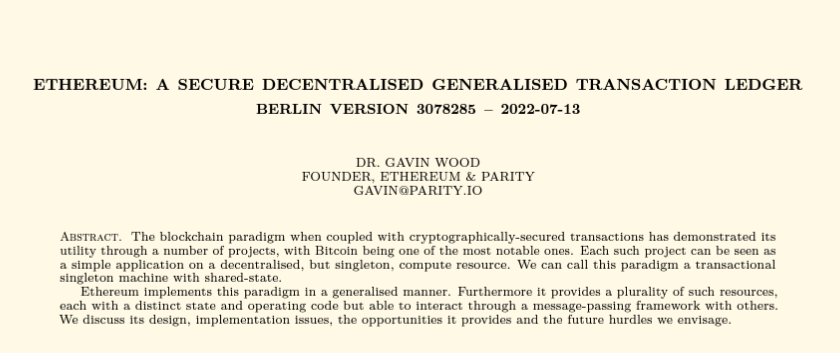 ETHEREUM: A SECURE DECENTRALISED GENERALISED TRANSACTION LEDGER
BERLIN VERSION 3078285 – 2022-07-13
DR. GAVIN WOOD
FOUNDER, ETHEREUM & PARITY
GAVIN@PARITY.IO
Abstract. The blockchain paradigm when coupled with cryptographically-secured transactions has demonstrated its
utility through a number of projects, with Bitcoin being one of the most notable ones. Each such project can be seen as
a simple application on a decentralised, but singleton, compute resource. We can call this paradigm a transactional
singleton machine with shared-state.
Ethereum implements this paradigm in a generalised manner. Furthermore it provides a plurality of such resources,
each with a distinct state and operating code but able to interact through a message-passing framework with others.
We discuss its design, implementation issues, the opportunities it provides and the future hurdles we envisage.